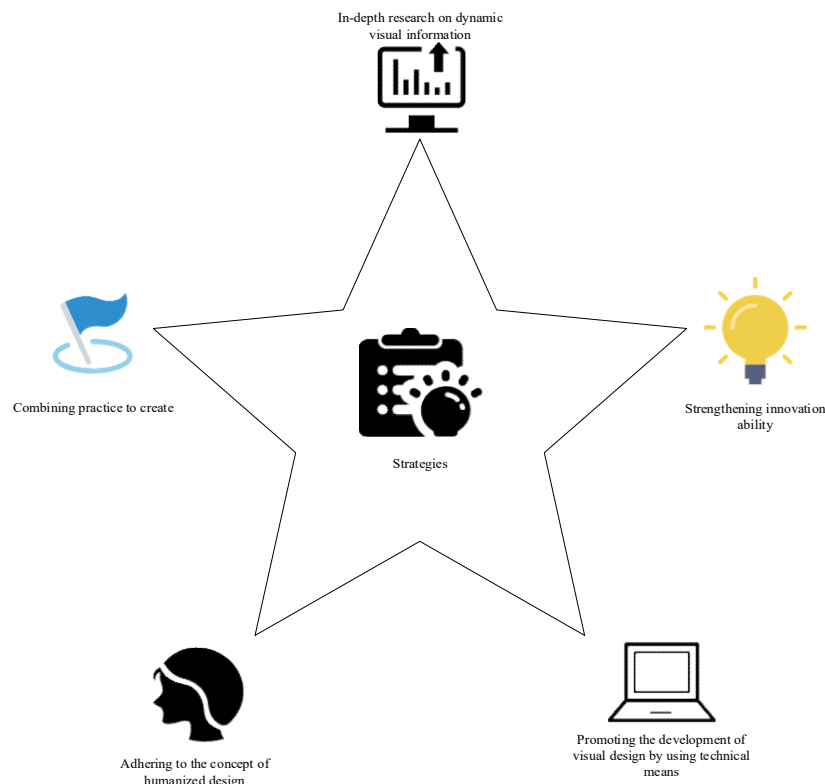 In-depth research on dynamic
visual information
Combining practice to create
Strengthening innovation
ability
Strategies
Adhering to the concept of
humanized design
Promoting the development of
visual design by using technical
means